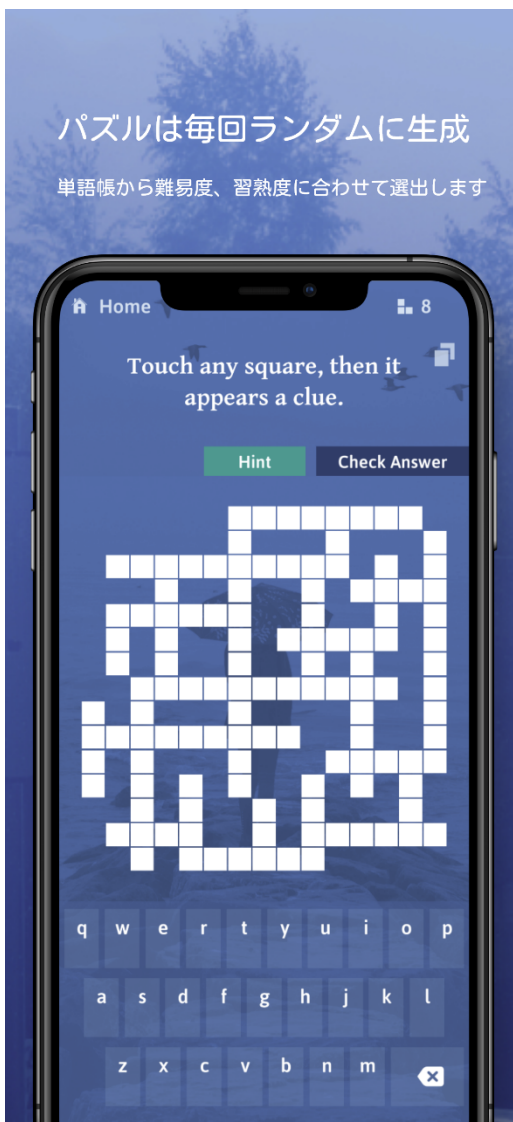 パズルは毎回ランダムに生成
単語帳から難易度、習熟度に合わせて選出します
Home
8
Touch any square, then it
appears a clue.
Hint
Check Answer
q w e r t y u i o p
a s d f g h j k l
z x c v b n m